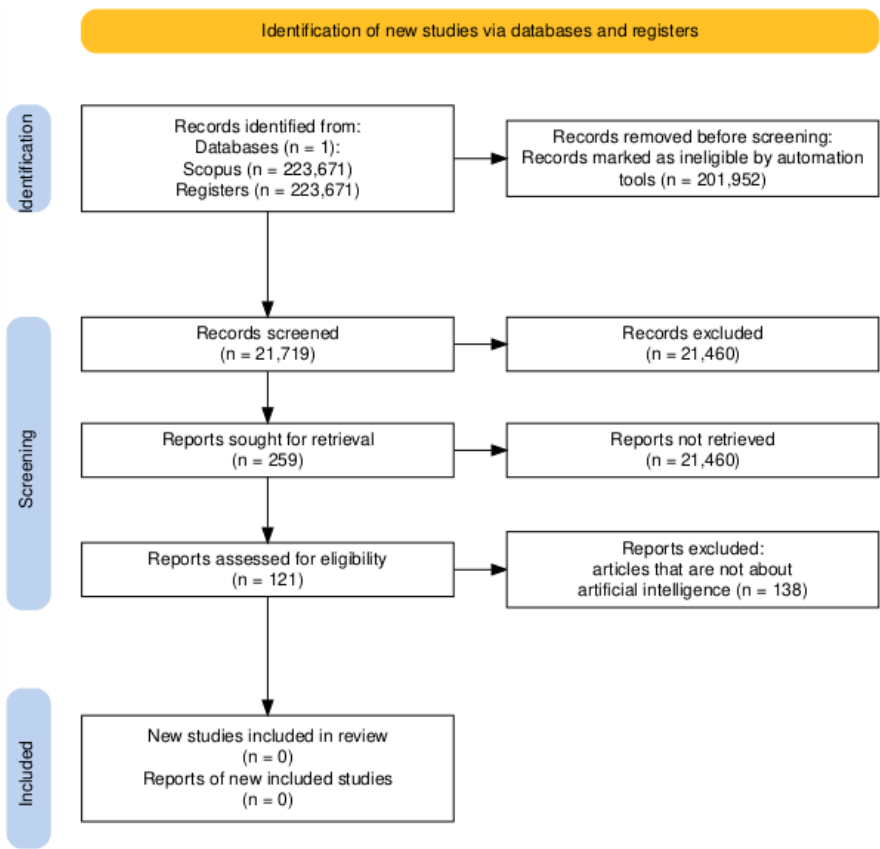 Identification of new studies via databases and registers
Identification
Records identified from:
Databases (n = 1):
Scopus (n = 223,671)
Registers (n = 223,671)
Records removed before screening:
Records marked as ineligible by automation
tools (n = 201,952)
Screening
Records screened
(n = 21,719)
Records excluded
(n = 21,460)
Reports sought for retrieval
(n = 259)
Reports not retrieved
(n = 21,460)
Reports assessed for eligibility
(n = 121)
Reports excluded:
articles that are not about
artificial intelligence (n = 138)
Included
New studies included in review
(n = 0)
Reports of new included studies
(n = 0)